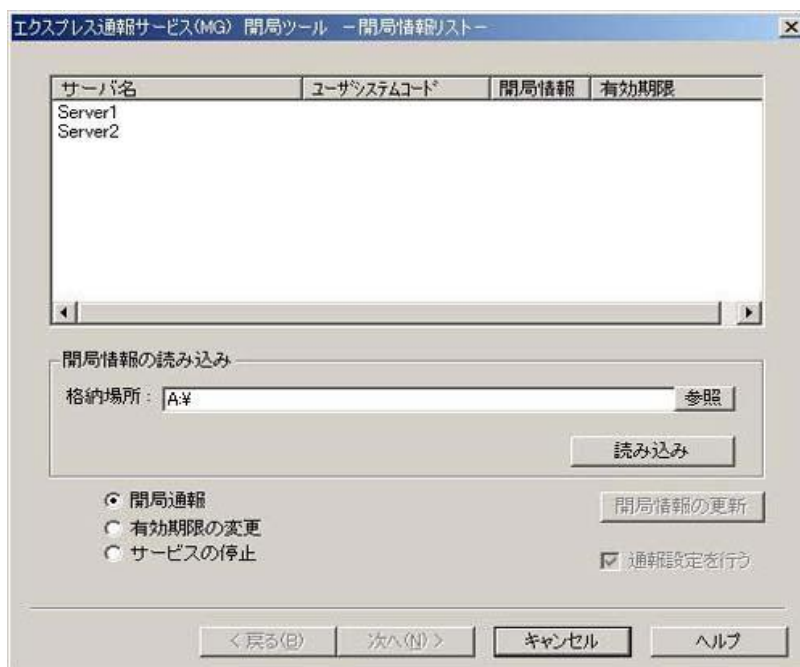 エクスプレス通報サービス(MG) 開局ツール －開局情報リスト－
サーバ名 ユーザシステムコード 開局情報 有効期限
Server1
Server2
開局情報の読み込み
格納場所： A:¥ 参照
読み込み
開局通報 開局情報の更新
有効期限の変更
サービスの停止 通報設定を行う
< 戻る(B) 次へ(N) > キャンセル ヘルプ